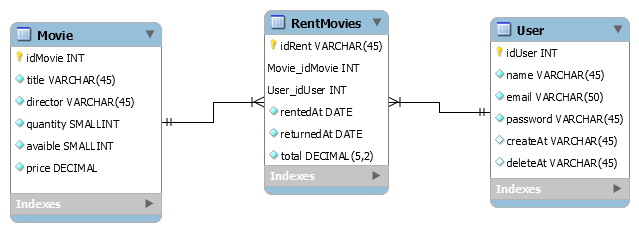 Movie
idMovie INT
title VARCHAR(45)
director VARCHAR(45)
quantity SMALLINT
avaible SMALLINT
price DECIMAL
Indexes
RentMovies
idRent VARCHAR(45)
Movie_idMovie INT
User_idUser INT
rentedAt DATE
returnedAt DATE
total DECIMAL(5,2)
Indexes
User
idUser INT
name VARCHAR(45)
email VARCHAR(50)
password VARCHAR(45)
createAt VARCHAR(45)
deleteAt VARCHAR(45)
Indexes